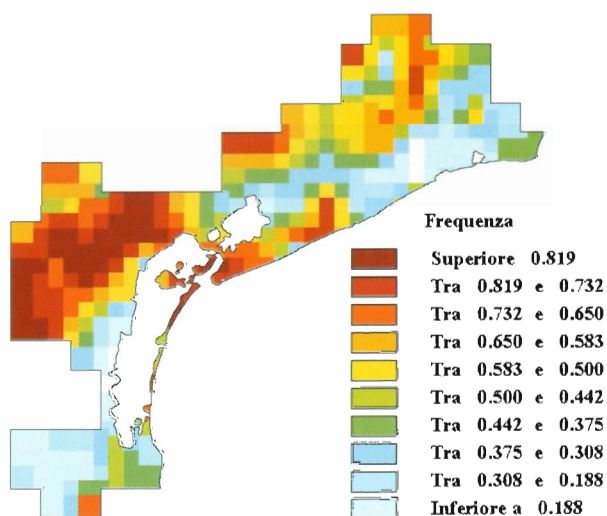 Frequenza
Superiore 0.819
Tra 0.819 e 0.732
Tra 0.732 e 0.650
Tra 0.650 e 0.583
Tra 0.583 e 0.500
Tra 0.500 e 0.442
Tra 0.442 e 0.375
Tra 0.375 e 0.308
Tra 0.308 e 0.188
Inferiore a 0.188